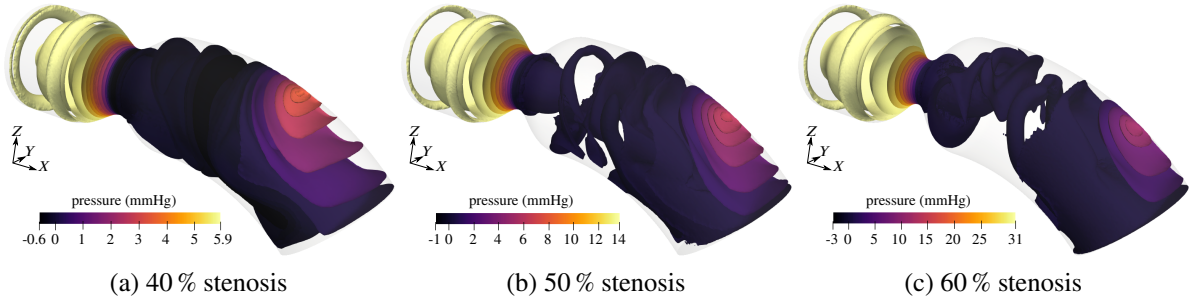 Z
Y
X
pressure (mmHg)
-0.6 0 1 2 3 4 5.9
(a) 40 % stenosis
Z
Y
X
pressure (mmHg)
-1 0 2 4 6 8 10 12 14
(b) 50 % stenosis
Z
Y
X
pressure (mmHg)
-3 0 5 10 15 20 25 31
(c) 60 % stenosis